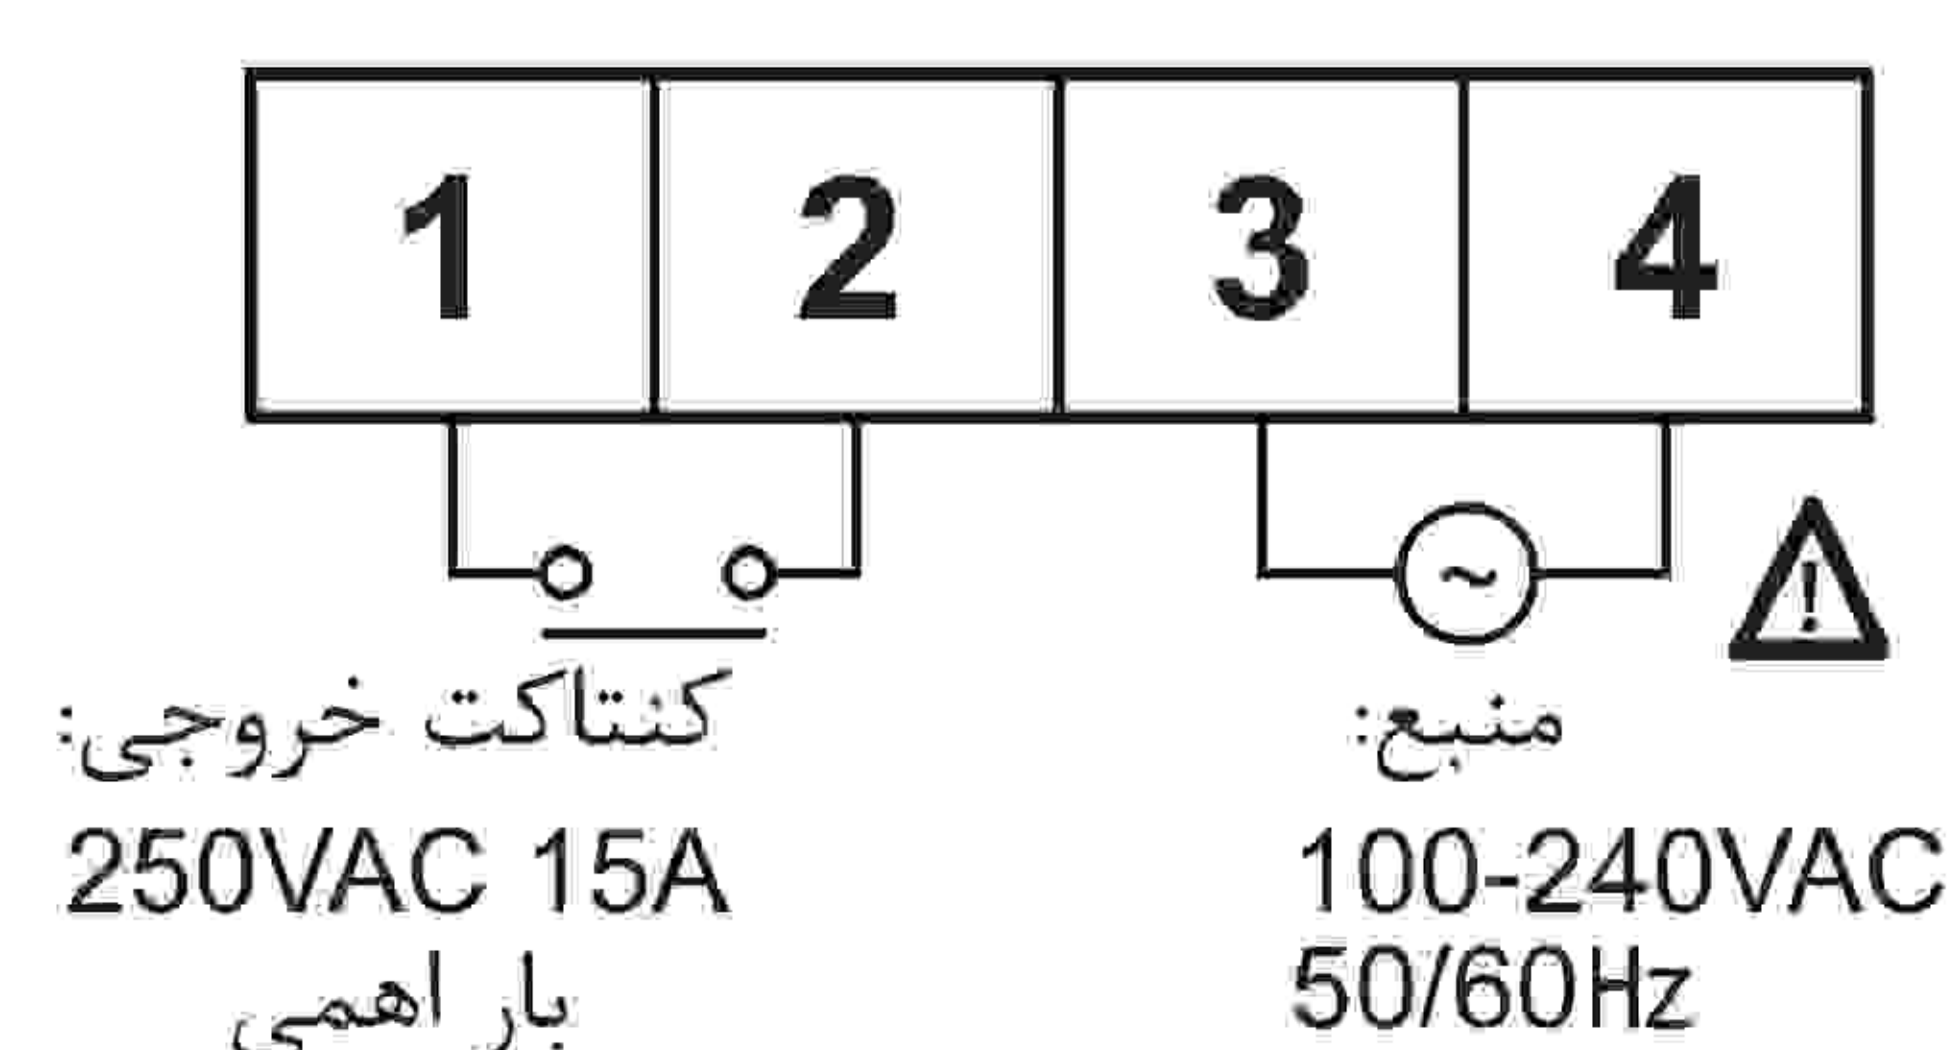 1 2 3 4
کنتاکت خروجی:
250VAC 15A
بار اهمی
منبع:
100-240VAC
50/60Hz